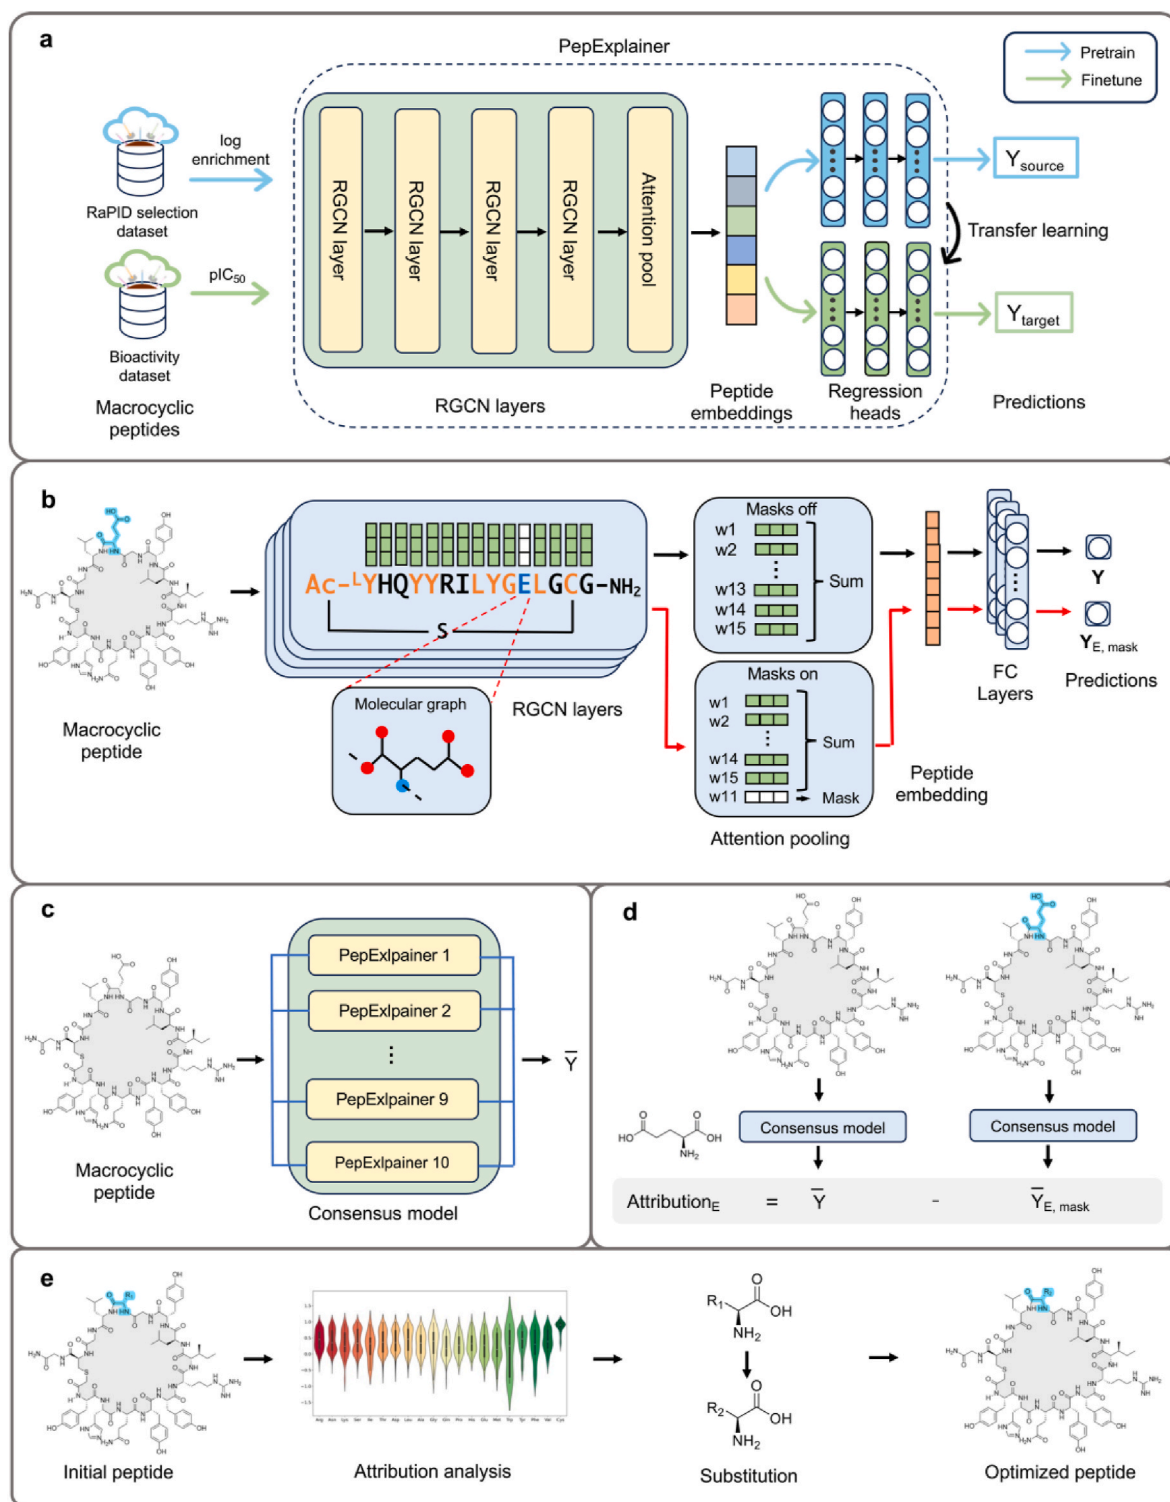 a
PepExplainer
Pretrain
Finetune
log
enrichment
RaPID selection
dataset
pIC50
Bioactivity
dataset
Macrocyclic
peptides
RGCN layer
RGCN layer
RGCN layer
RGCN layer
Attention pool
RGCN layers
Peptide
embeddings
Regression
heads
Ysource
Transfer learning
Ytarget
Predictions
b
Macrocyclic
peptide
Ac-LYHQYYRILYGELGCG-NH2
S
Molecular graph
RGCN layers
Masks off
w1
w2
w13
w14
w15
Sum
Masks on
w1
w2
w14
w15
w11
Sum
Mask
Attention pooling
Peptide
embedding
FC
Layers
Y
YE, mask
Predictions
c
Macrocyclic
peptide
PepExlpainer 1
PepExlpainer 2
PepExlpainer 9
PepExlpainer 10
Consensus model
Y̅
d
HO
O
O
OH
NH2
Consensus model
Consensus model
AttributionE = Y̅ - Y̅E, mask
e
Initial peptide
Attribution analysis
R1
O
OH
NH2
R2
O
OH
NH2
Substitution
Optimized peptide